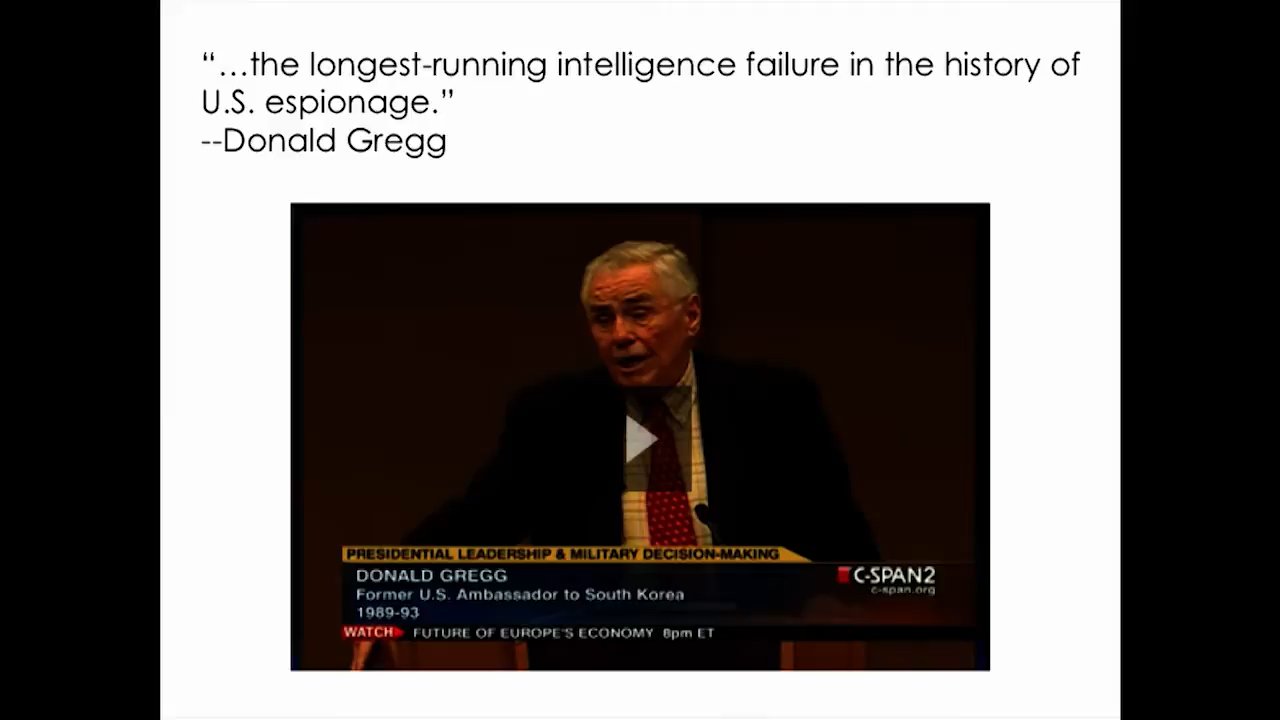 “…the longest-running intelligence failure in the history of
U.S. espionage.”
--Donald Gregg
PRESIDENTIAL LEADERSHIP & MILITARY DECISION-MAKING
DONALD GREGG
Former U.S. Ambassador to South Korea
1989-93
C-SPAN2
c-span.org
WATCH FUTURE OF EUROPE'S ECONOMY 8pm ET